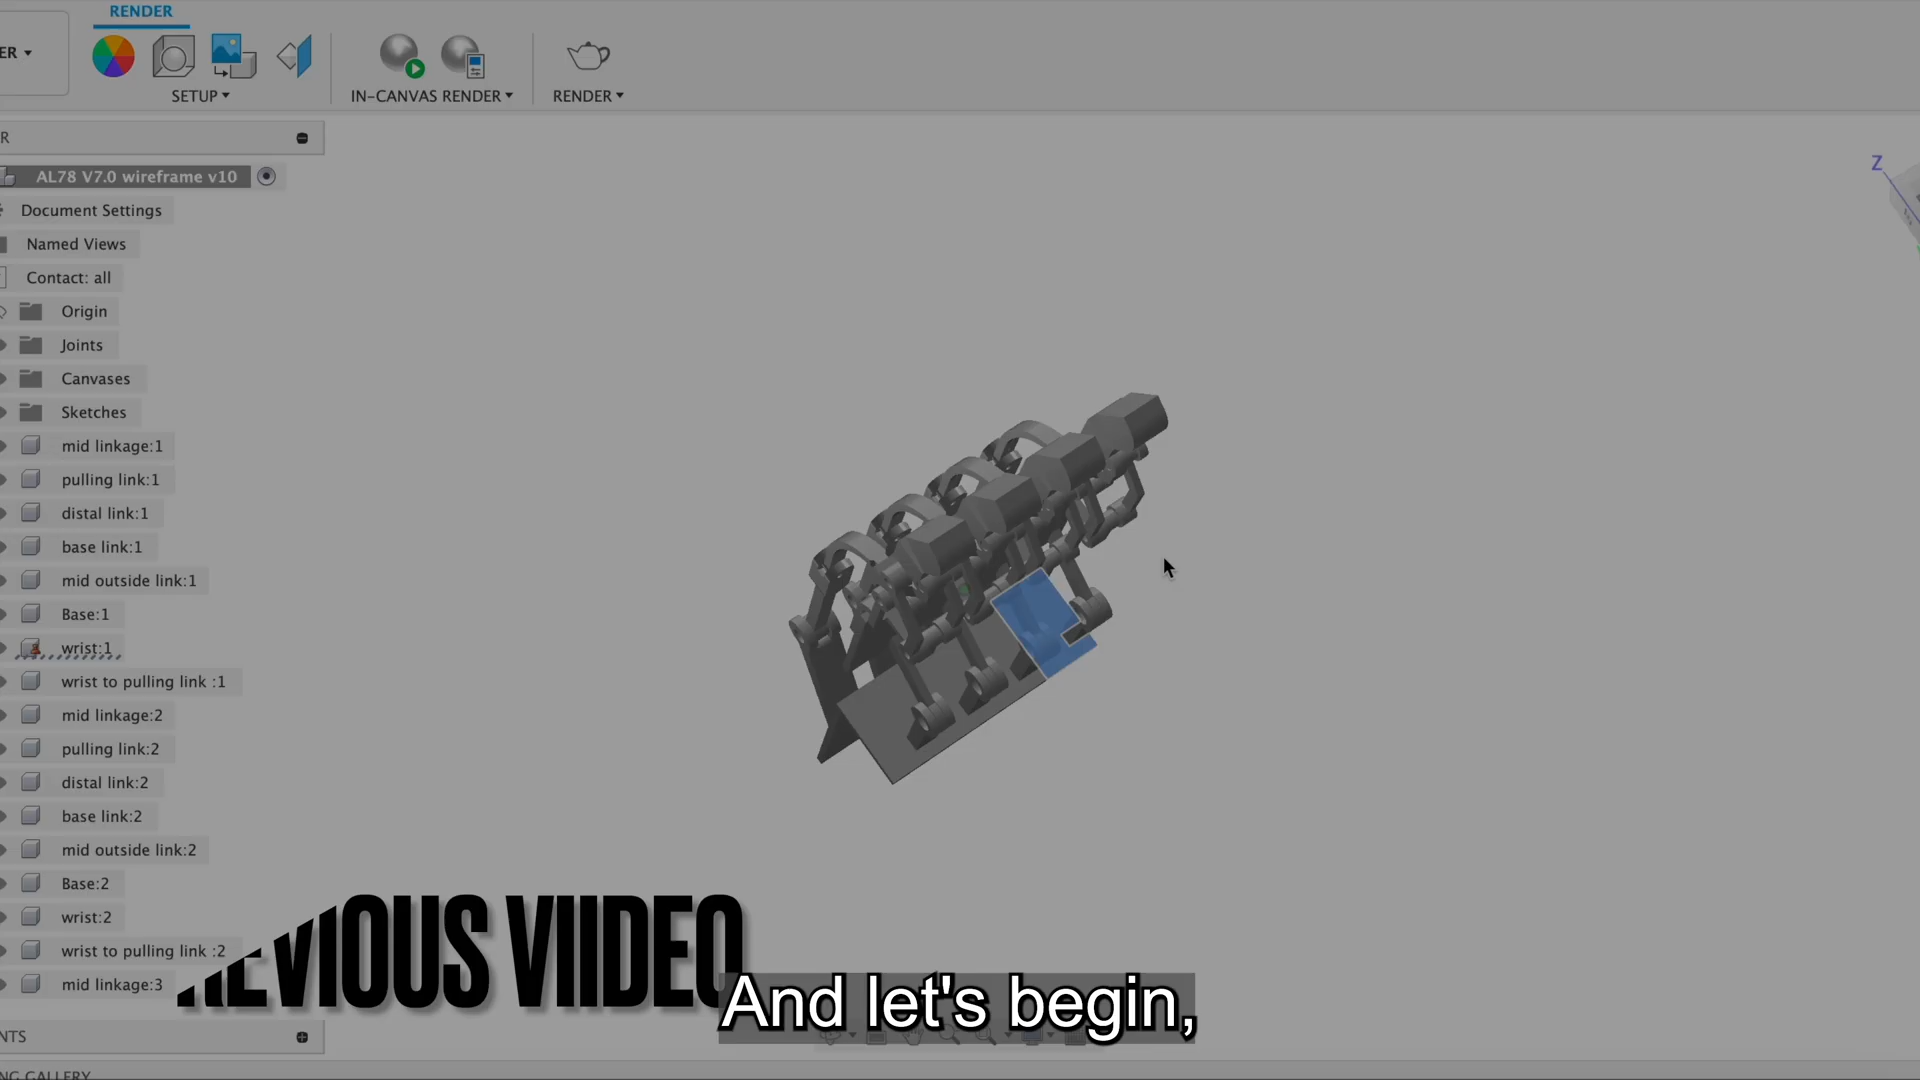 RENDER
ER
SETUP
IN-CANVAS RENDER
RENDER
R
AL78 V7.0 wireframe v10
Document Settings
Named Views
Contact: all
Origin
Joints
Canvases
Sketches
mid linkage:1
pulling link:1
distal link:1
base link:1
mid outside link:1
Base:1
wrist:1
wrist to pulling link :1
mid linkage:2
pulling link:2
distal link:2
base link:2
mid outside link:2
Base:2
wrist:2
wrist to pulling link :2
mid linkage:3
NTS
NG GALLERY
Z
REVIOUS VIIDEO
And let's begin,